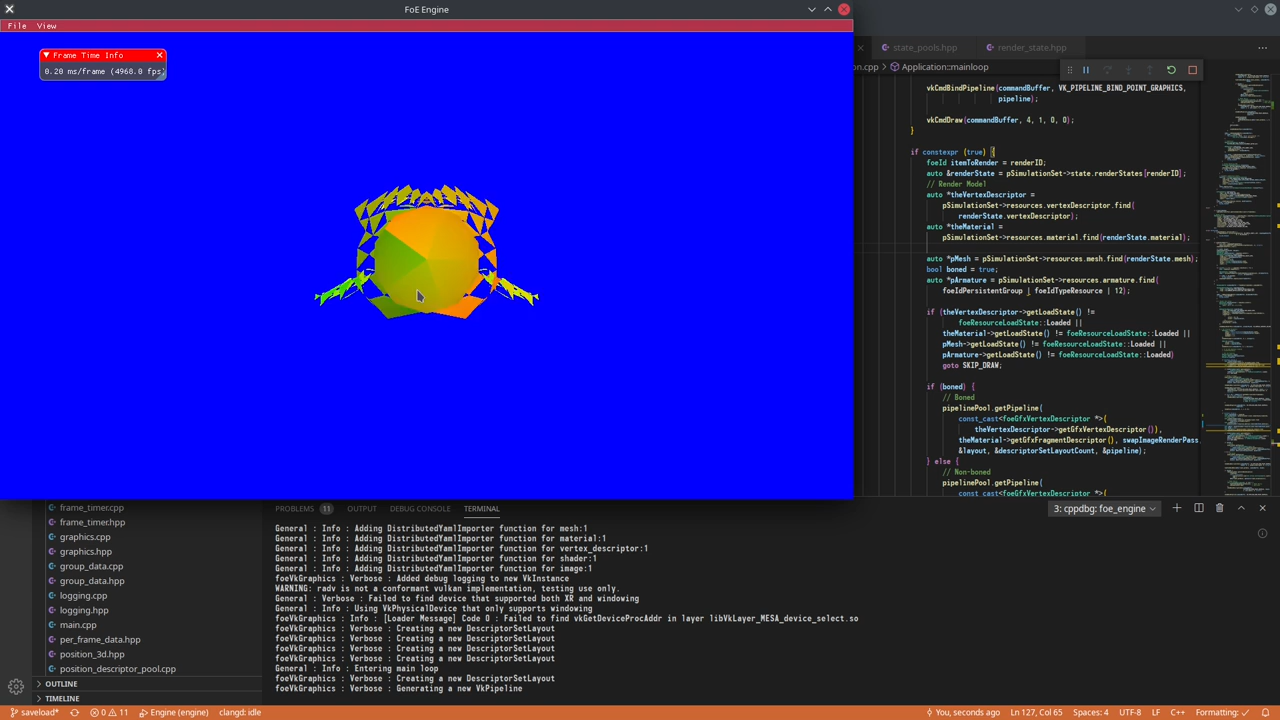 FoE Engine
File View
Frame Time Info
0.20 ms/frame (4968.0 fps)
state_pools.hpp
render_state.hpp
on.cpp > Application::mainloop
vkCmdBindPipeline(commandBuffer, VK_PIPELINE_BIND_POINT_GRAPHICS,
pipeline);
vkCmdDraw(commandBuffer, 4, 1, 0, 0);
}
if constexpr (true) {
foeId itemToRender = renderID;
auto &renderState = pSimulationSet->state.renderStates[renderID];
// Render Model
auto *theVertexDescriptor =
pSimulationSet->resources.vertexDescriptor.find(
renderState.vertexDescriptor);
auto *theMaterial =
pSimulationSet->resources.material.find(renderState.material);
auto *pMesh = pSimulationSet->resources.mesh.find(renderState.mesh);
bool boned = true;
auto *pArmature = pSimulationSet->resources.armature.find(
foeIdPersistentGroup | foeIdTypeResource | 12);
if (theVertexDescriptor->getLoadState() !=
foeResourceLoadState::Loaded ||
theMaterial->getLoadState() != foeResourceLoadState::Loaded ||
pMesh->getLoadState() != foeResourceLoadState::Loaded ||
pArmature->getLoadState() != foeResourceLoadState::Loaded)
goto SKIP_DRAW;
if (boned) {
// Boned
pipelinePool.getPipeline(
const_cast<foeGfxVertexDescriptor *>(
theVertexDescriptor->getGfxVertexDescriptor()),
theMaterial->getGfxFragmentDescriptor(), swapImageRenderPass,
&layout, &descriptorSetLayoutCount, &pipeline);
} else {
// Non-boned
pipelinePool.getPipeline(
const_cast<foeGfxVertexDescriptor *>(
frame_timer.cpp
frame_timer.hpp
graphics.cpp
graphics.hpp
group_data.cpp
group_data.hpp
logging.cpp
logging.hpp
main.cpp
per_frame_data.hpp
position_3d.hpp
position_descriptor_pool.cpp
OUTLINE
TIMELINE
PROBLEMS 11 OUTPUT DEBUG CONSOLE TERMINAL
3: cppdbg: foe_engine
General : Info : Adding DistributedYamlImporter function for mesh:1
General : Info : Adding DistributedYamlImporter function for material:1
General : Info : Adding DistributedYamlImporter function for vertex_descriptor:1
General : Info : Adding DistributedYamlImporter function for shader:1
General : Info : Adding DistributedYamlImporter function for image:1
foeVkGraphics : Verbose : Added debug logging to new VkInstance
WARNING: radv is not a conformant vulkan implementation, testing use only.
General : Verbose : Failed to find device that supported both XR and windowing
General : Info : Using VkPhysicalDevice that only supports windowing
foeVkGraphics : Info : [Loader Message] Code 0 : Failed to find vkGetDeviceProcAddr in layer libVkLayer_MESA_device_select.so
foeVkGraphics : Verbose : Creating a new DescriptorSetLayout
foeVkGraphics : Verbose : Creating a new DescriptorSetLayout
foeVkGraphics : Verbose : Creating a new DescriptorSetLayout
foeVkGraphics : Verbose : Creating a new DescriptorSetLayout
General : Info : Entering main loop
foeVkGraphics : Verbose : Creating a new DescriptorSetLayout
foeVkGraphics : Verbose : Generating a new VkPipeline
saveload* 0 11 Engine (engine) clangd: idle You, seconds ago Ln 127, Col 65 Spaces: 4 UTF-8 LF C++ Formatting: ✓